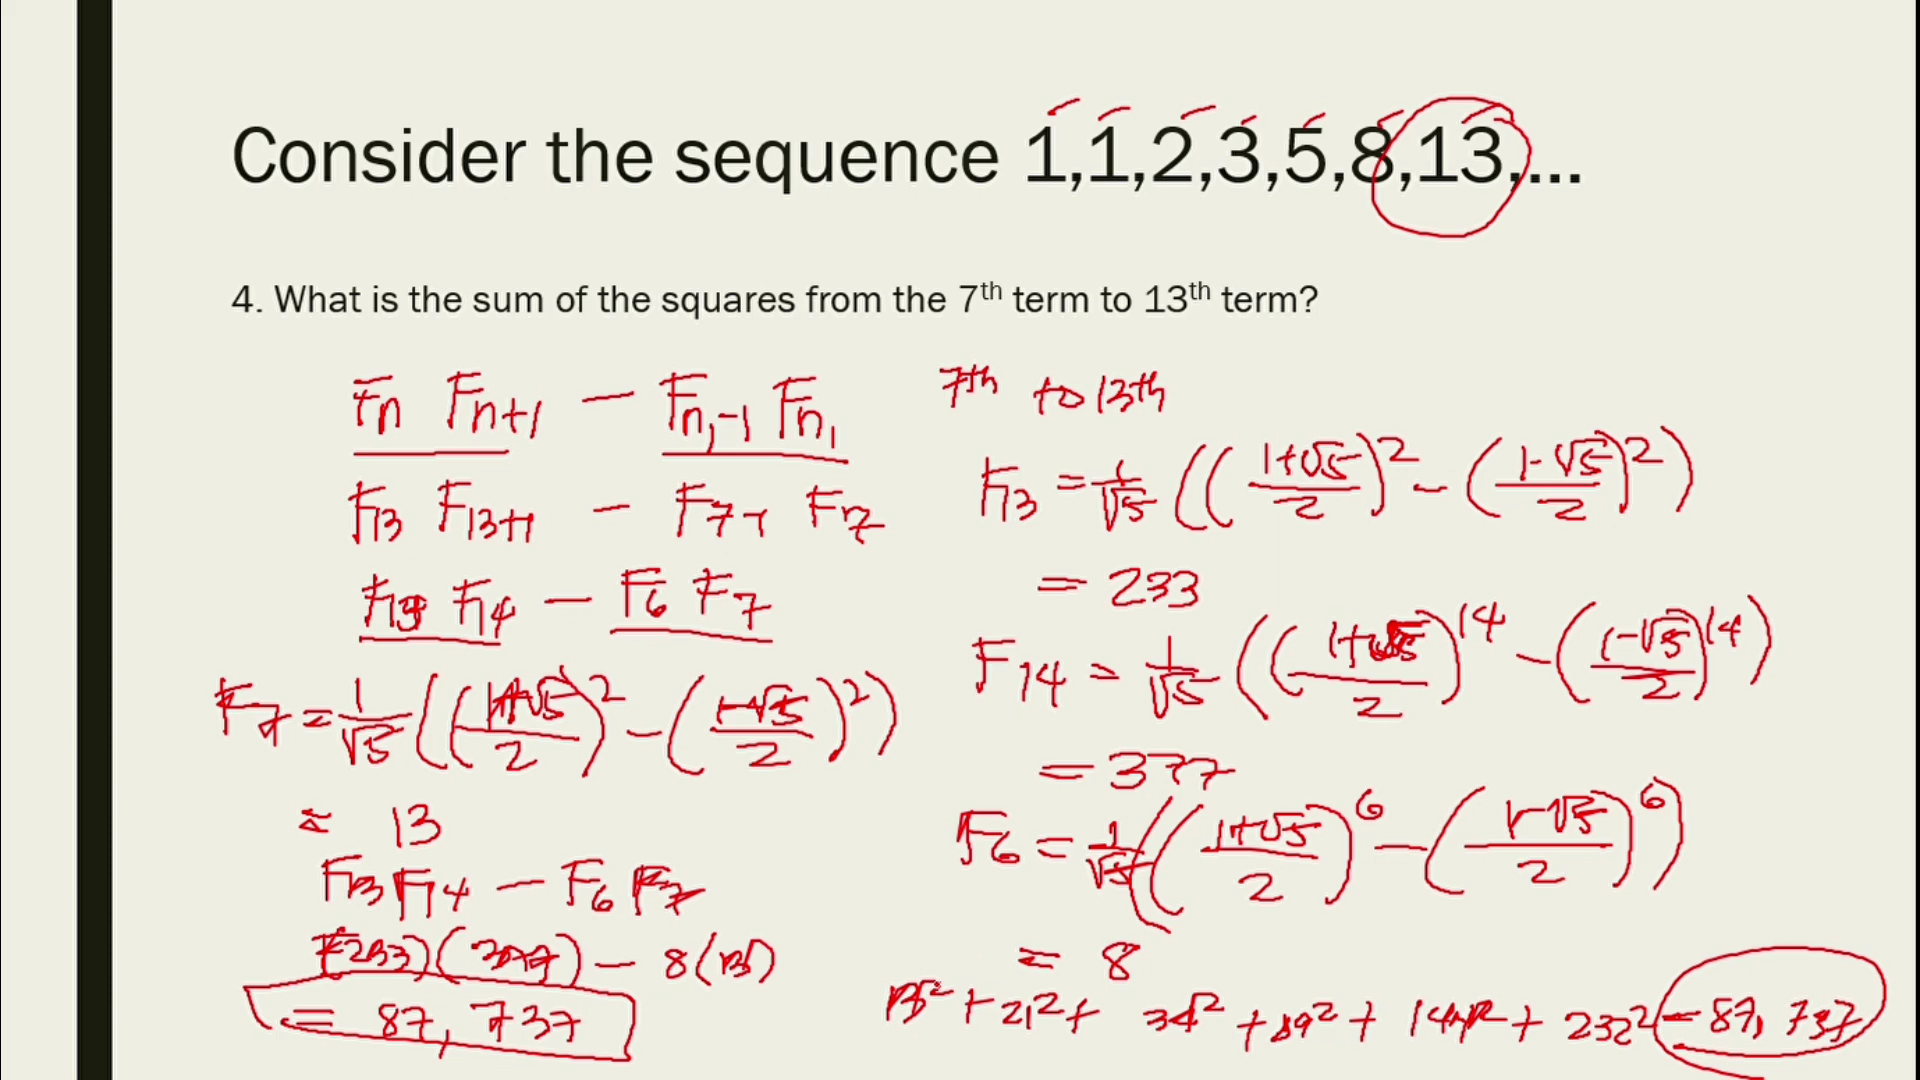 Consider the sequence 1,1,2,3,5,8,13,...
4. What is the sum of the squares from the 7th term to 13th term?
Fn Fn+1 − Fn₁−1 Fn₁
7th to 13th
F13 F13+1 − F7-1 F7
F13 = 1/√5 (((1+√5)/2)^2 − ((1-√5)/2)^2)
= 233
F13 F14 − F6 F7
F14 = 1/√5 (((1+√5)/2)^14 − ((1-√5)/2)^14)
= 377
F7 = 1/√5 (((1+√5)/2)^2 − ((1-√5)/2)^2)
= 13
F6 = 1/√5 (((1+√5)/2)^6 − ((1-√5)/2)^6)
= 8
F13 F14 − F6 F7
(233)(377) − 8(13)
= 87,737
13² + 21² + 34² + 89² + 144² + 232² = 87,737